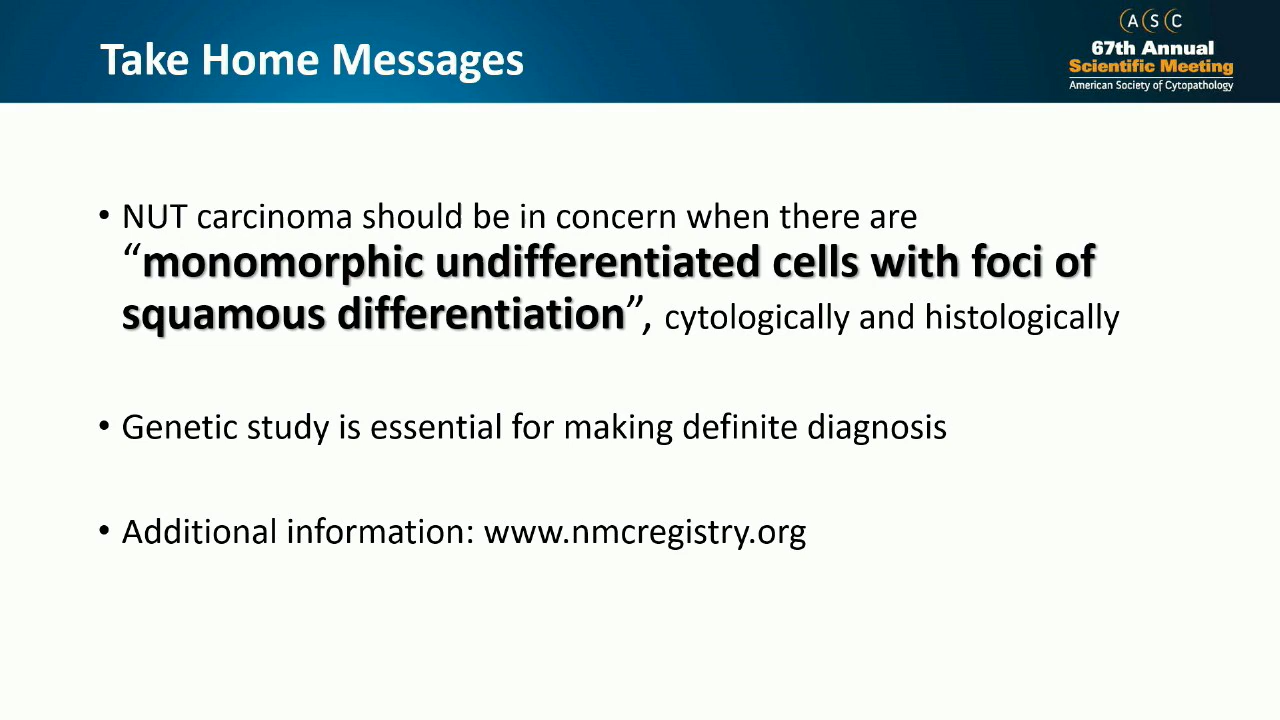 Take Home Messages
(A(S(C
67th Annual
Scientific Meeting
American Society of Cytopathology
• NUT carcinoma should be in concern when there are
“monomorphic undifferentiated cells with foci of
squamous differentiation”, cytologically and histologically
• Genetic study is essential for making definite diagnosis
• Additional information: www.nmcregistry.org